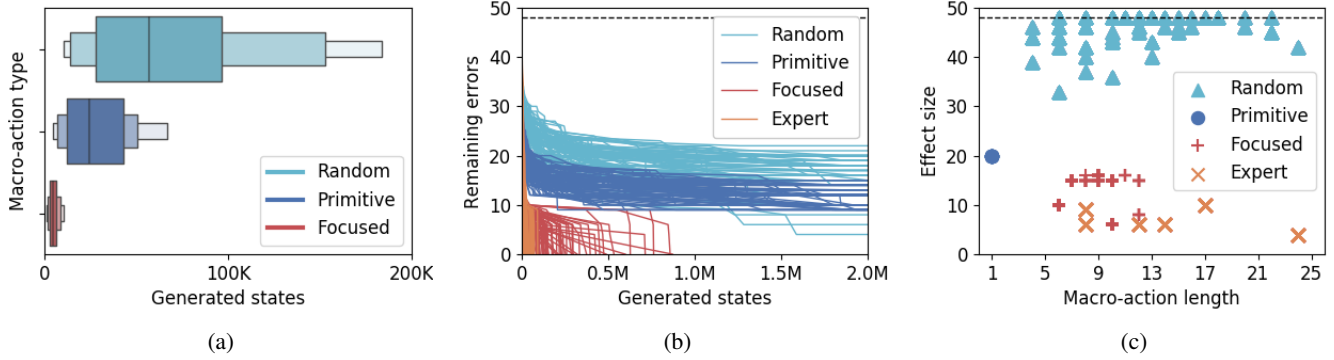 Macro-action type
Random
Primitive
Focused
0
100K
200K
Generated states
(a)
Remaining errors
50
40
30
20
10
0
Random
Primitive
Focused
Expert
0
0.5M
1.0M
1.5M
2.0M
Generated states
(b)
Effect size
50
40
30
20
10
0
Random
Primitive
Focused
Expert
1
5
9
13
17
21
25
Macro-action length
(c)